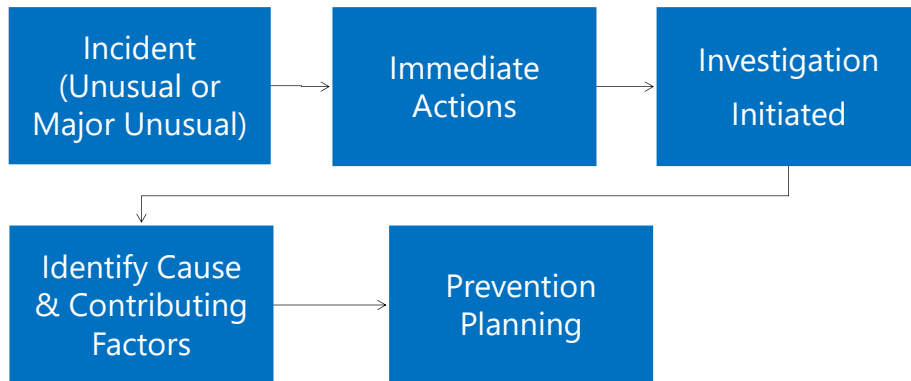 Incident
(Unusual or
Major Unusual)
Immediate
Actions
Investigation
Initiated
Identify Cause
& Contributing
Factors
Prevention
Planning